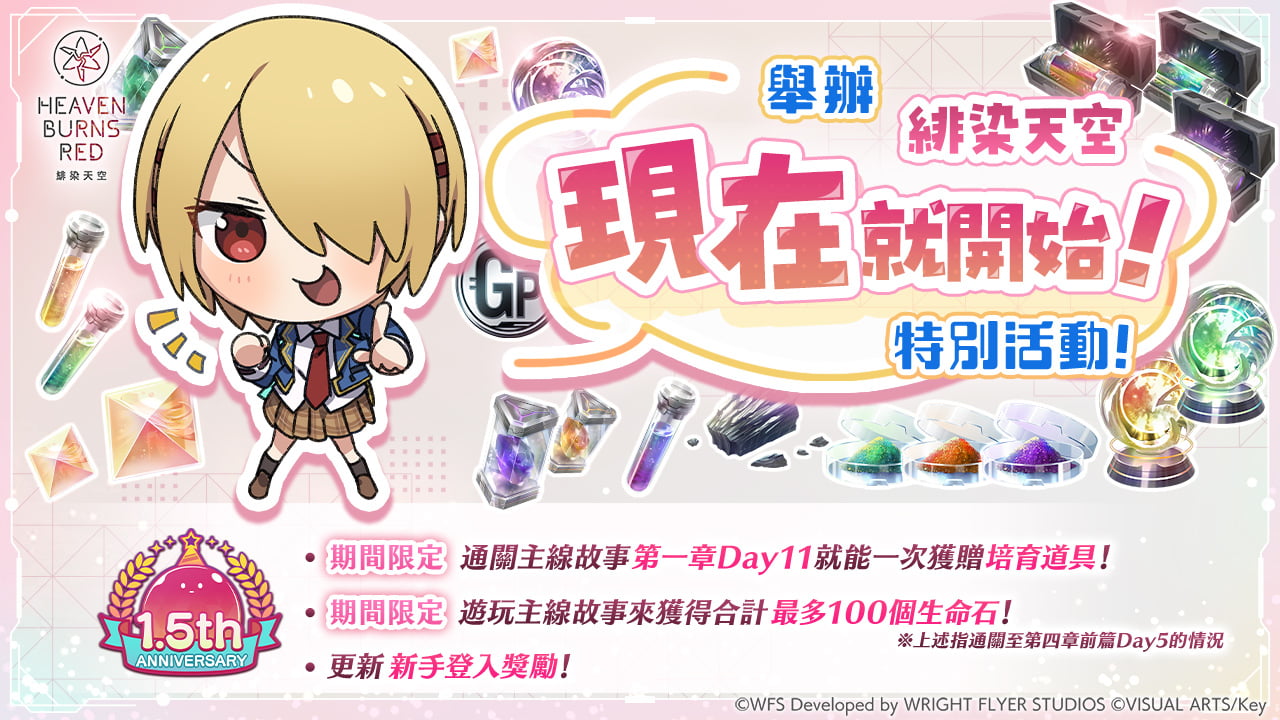 HEAVEN
BURNS
RED
緋染天空
舉辦
緋染天空
現在就開始!
特別活動!
GP
1.5th
ANNIVERSARY
• 期間限定 通關主線故事第一章Day11就能一次獲贈培育道具!
• 期間限定 遊玩主線故事來獲得合計最多100個生命石!
※上述指通關至第四章前篇Day5的情況
• 更新 新手登入獎勵!
©WFS Developed by WRIGHT FLYER STUDIOS ©VISUAL ARTS/Key